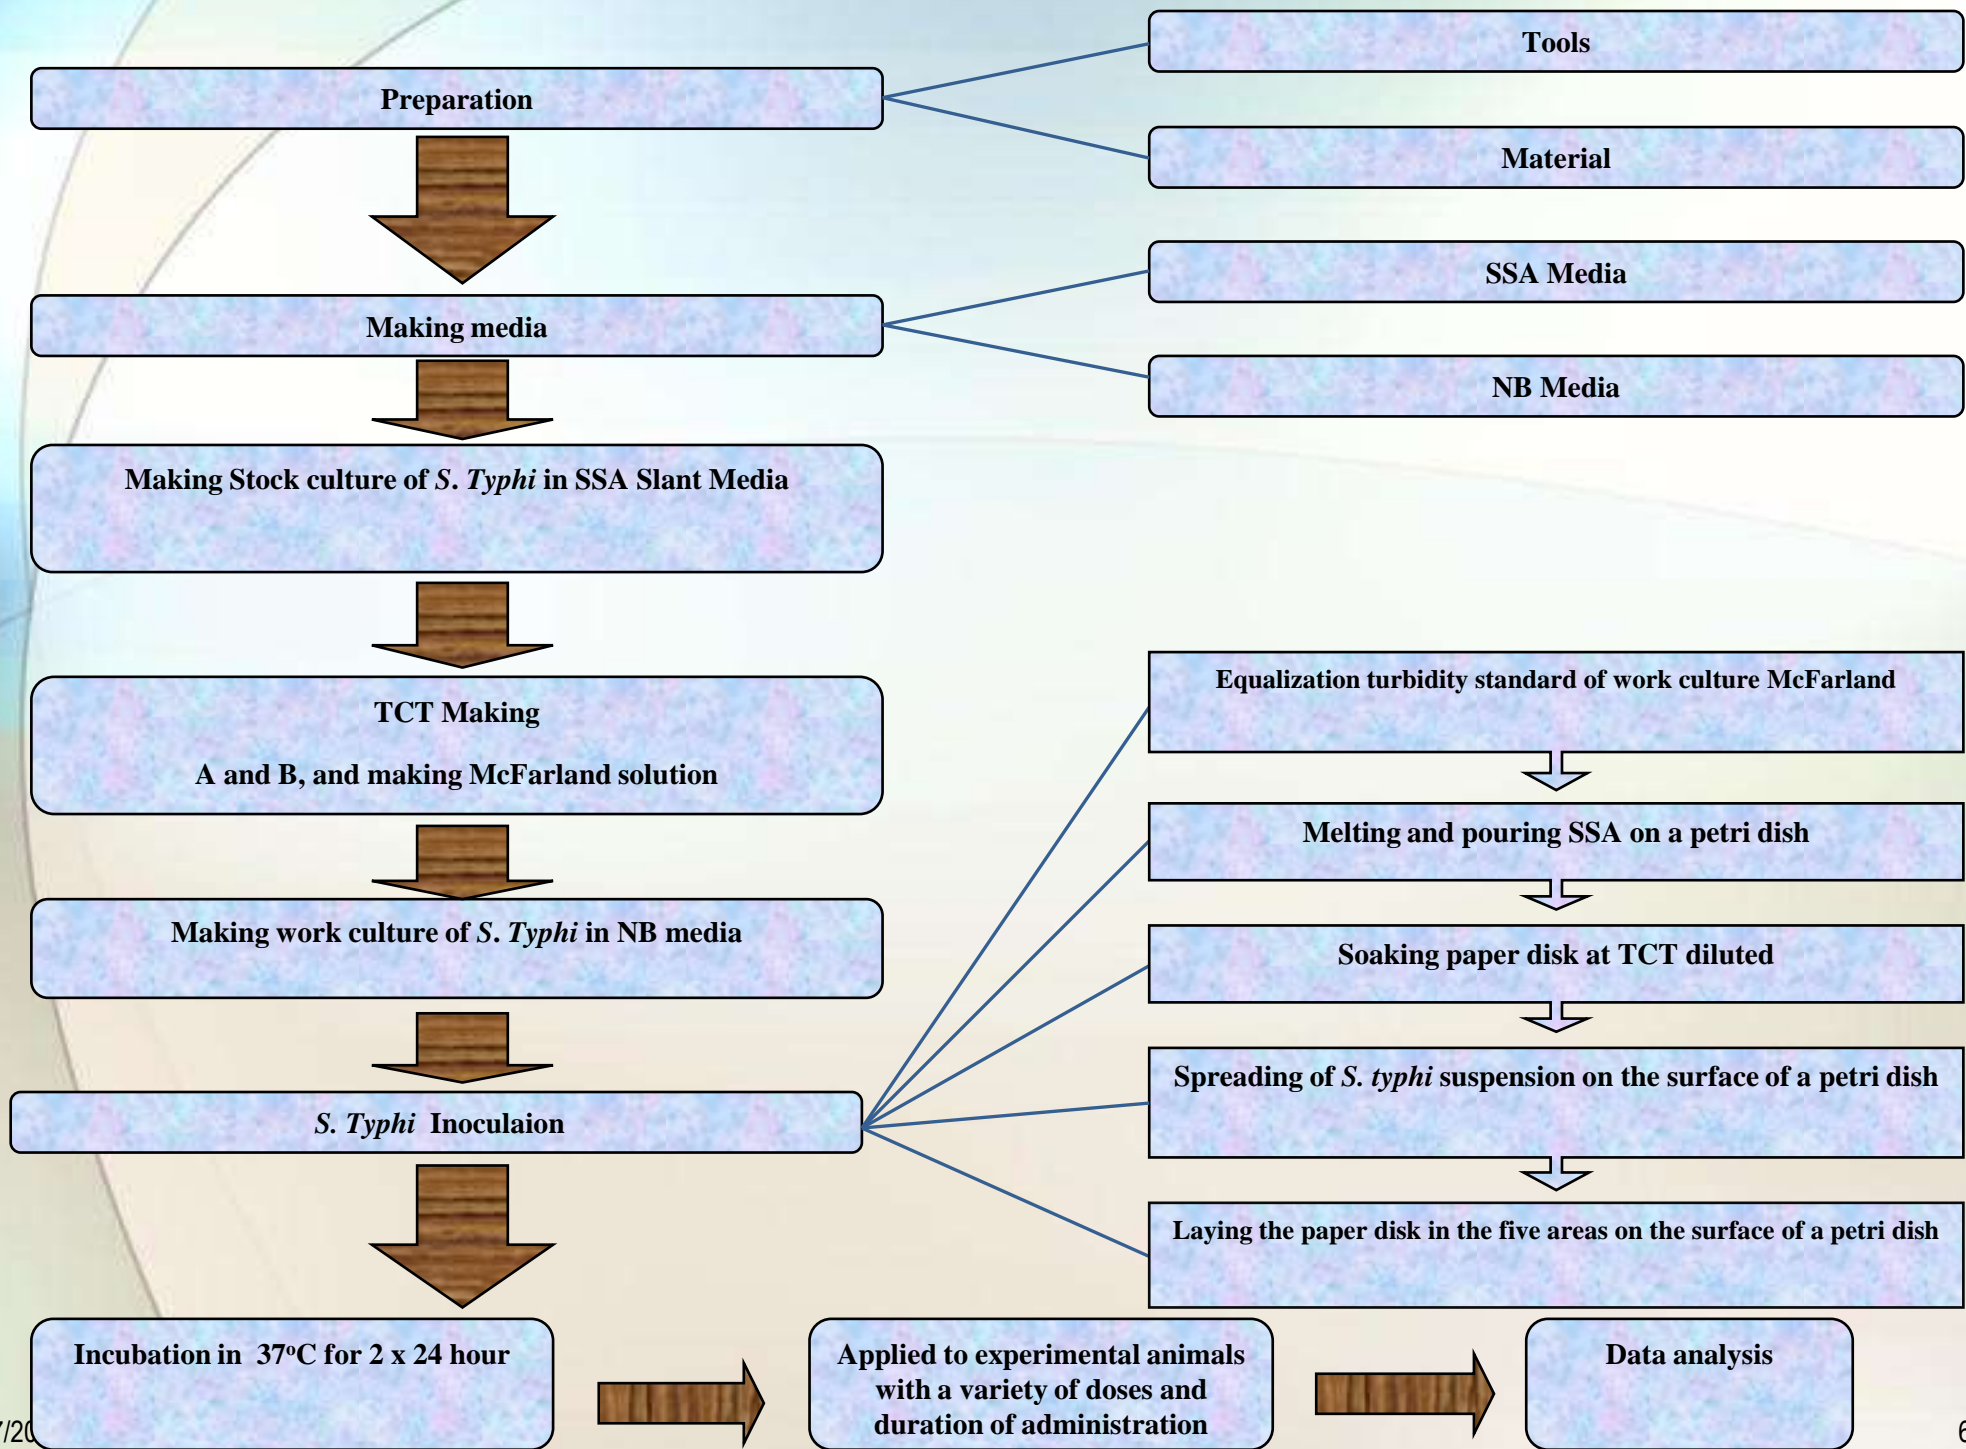 Preparation
Tools
Material
Making media
SSA Media
NB Media
Making Stock culture of S. Typhi in SSA Slant Media
TCT Making
A and B, and making McFarland solution
Making work culture of S. Typhi in NB media
S. Typhi Inoculaion
Equalization turbidity standard of work culture McFarland
Melting and pouring SSA on a petri dish
Soaking paper disk at TCT diluted
Spreading of S. typhi suspension on the surface of a petri dish
Laying the paper disk in the five areas on the surface of a petri dish
Incubation in 37°C for 2 x 24 hour
Applied to experimental animals
with a variety of doses and
duration of administration
Data analysis